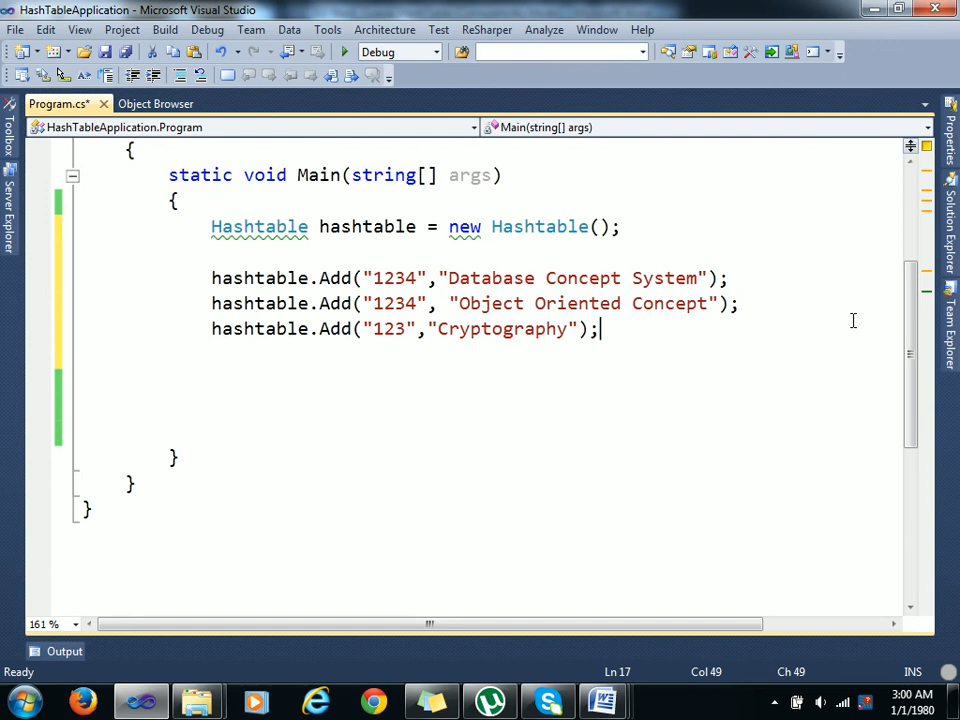 HashTableApplication - Microsoft Visual Studio
File Edit View Project Build Debug Team Data Tools Architecture Test ReSharper Analyze Window Help
Debug
Program.cs* Object Browser
HashTableApplication.Program Main(string[] args)
{
static void Main(string[] args)
{
Hashtable hashtable = new Hashtable();
hashtable.Add("1234","Database Concept System");
hashtable.Add("1234", "Object Oriented Concept");
hashtable.Add("123","Cryptography");
}
}
}
Toolbox
Server Explorer
Properties
Solution Explorer
Team Explorer
161 %
Output
Ready Ln 17 Col 49 Ch 49 INS
3:00 AM
1/1/1980